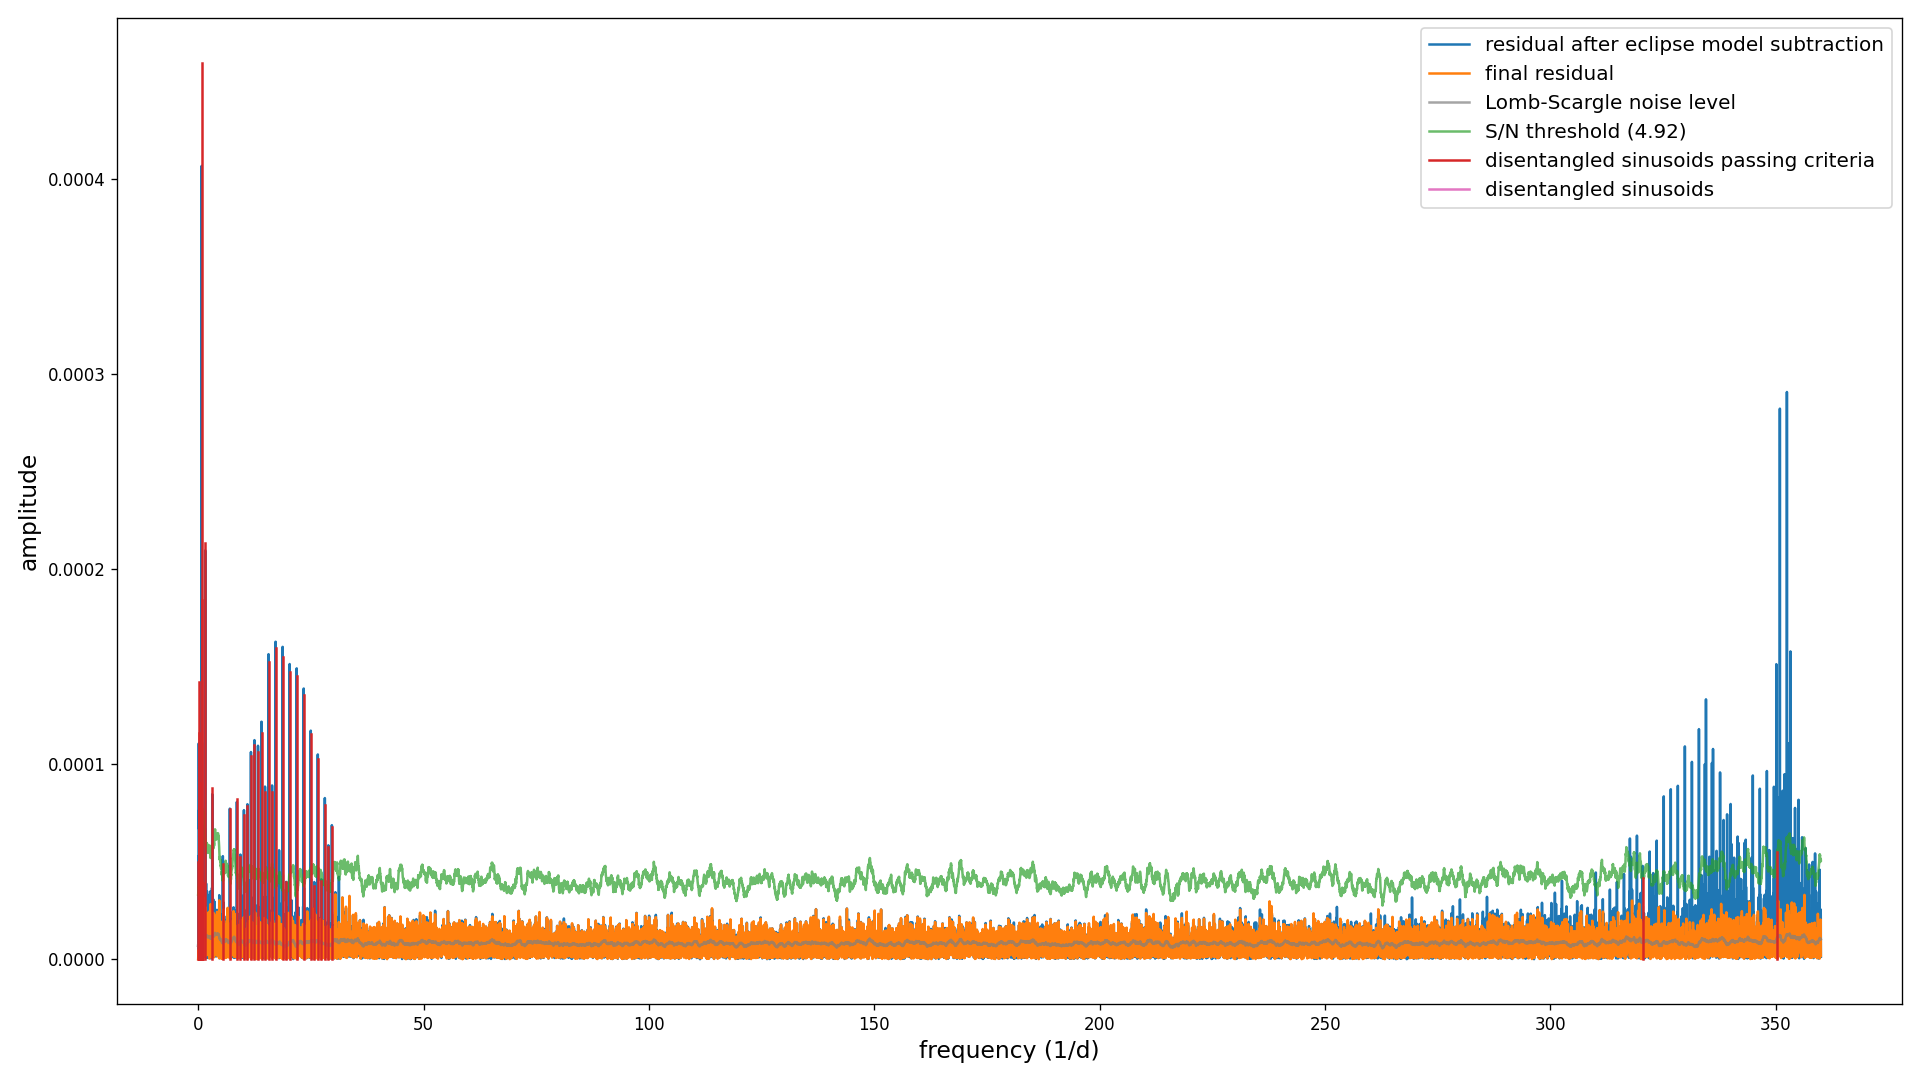 residual after eclipse model subtraction
final residual
Lomb-Scargle noise level
S/N threshold (4.92)
disentangled sinusoids passing criteria
disentangled sinusoids
amplitude
0.0004
0.0003
0.0002
0.0001
0.0000
0 50 100 150 200 250 300 350
frequency (1/d)